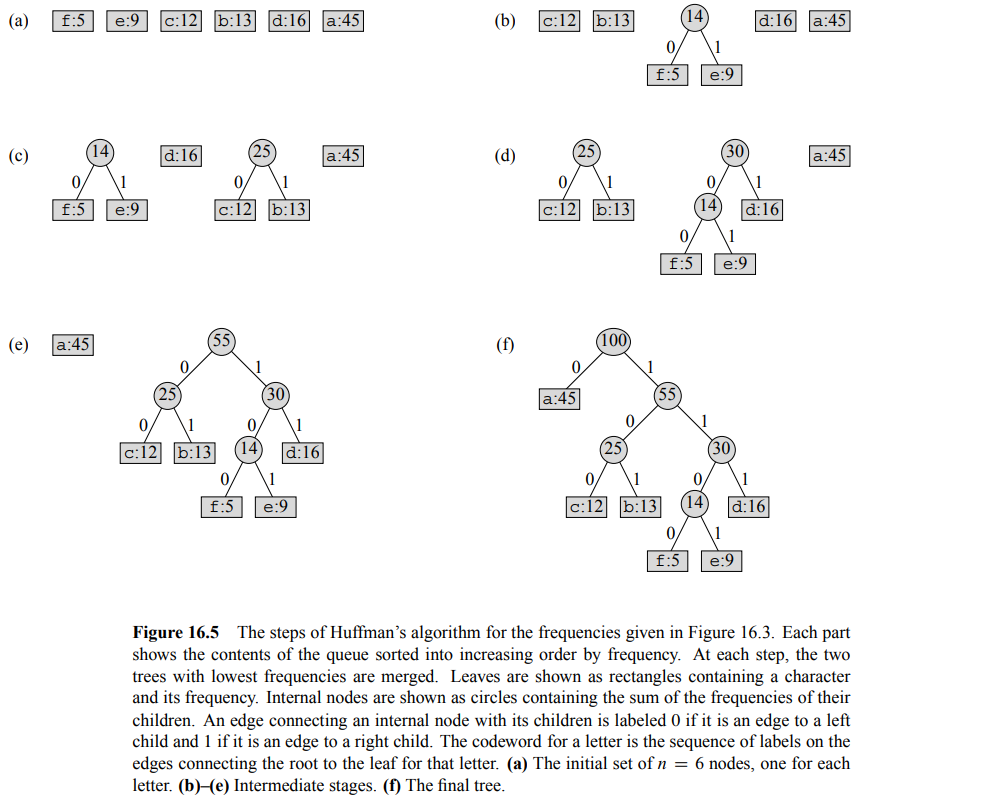 (a) f:5 e:9 c:12 b:13 d:16 a:45
(b) c:12 b:13 14 d:16 a:45
0 1
f:5 e:9
(c) 14 d:16 25 a:45
0 1 0 1
f:5 e:9 c:12 b:13
(d) 25 30 a:45
0 1 0 1
c:12 b:13 14 d:16
0 1
f:5 e:9
(e) a:45 55
0 1
25 30
0 1 0 1
c:12 b:13 14 d:16
0 1
f:5 e:9
(f) 100
0 1
a:45 55
0 1
25 30
0 1 0 1
c:12 b:13 14 d:16
0 1
f:5 e:9
Figure 16.5 The steps of Huffman's algorithm for the frequencies given in Figure 16.3. Each part
shows the contents of the queue sorted into increasing order by frequency. At each step, the two
trees with lowest frequencies are merged. Leaves are shown as rectangles containing a character
and its frequency. Internal nodes are shown as circles containing the sum of the frequencies of their
children. An edge connecting an internal node with its children is labeled 0 if it is an edge to a left
child and 1 if it is an edge to a right child. The codeword for a letter is the sequence of labels on the
edges connecting the root to the leaf for that letter. (a) The initial set of n = 6 nodes, one for each
letter. (b)–(e) Intermediate stages. (f) The final tree.